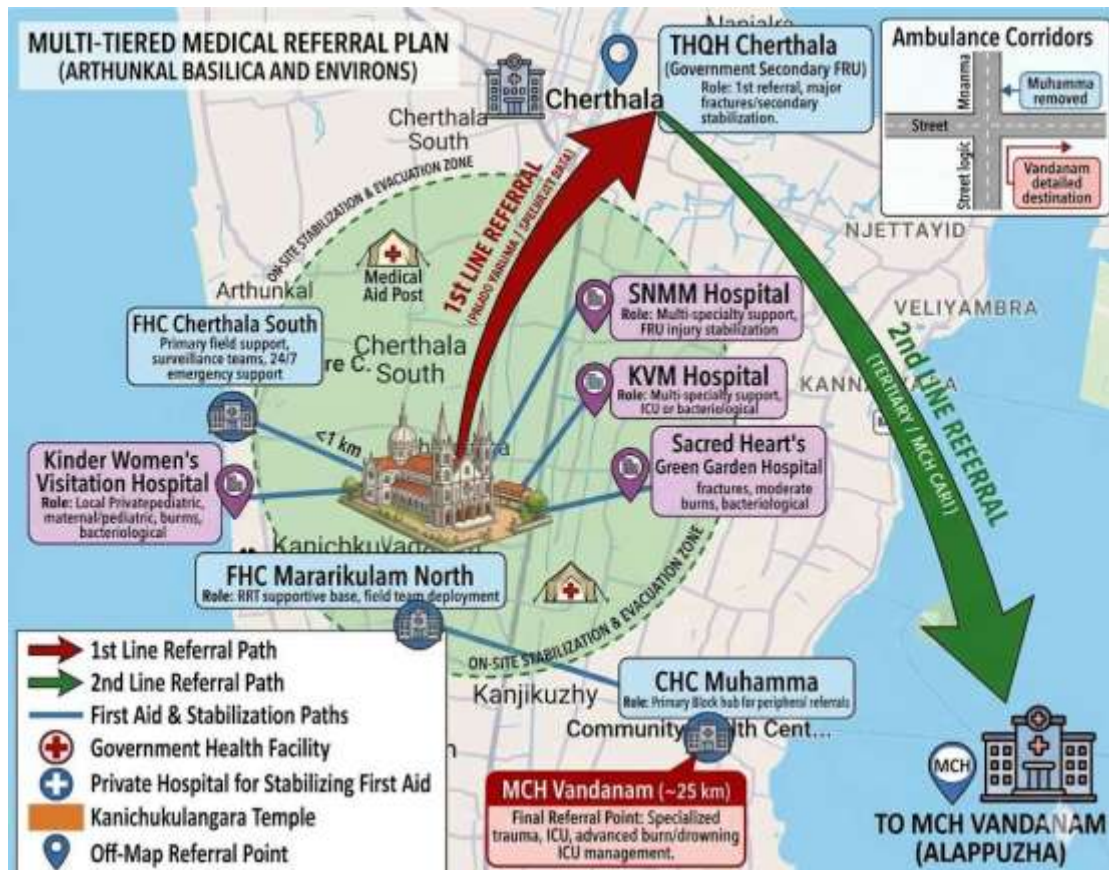 MULTI-TIERED MEDICAL REFERRAL PLAN
(ARTHUNKAL BASILICA AND ENVIRONS)
Cherthala
Cherthala
South
THQH Cherthala
(Government Secondary FRU)
Role: 1st referral, major
fractures/secondary
stabilization.
Ambulance Corridors
Muhamma
removed
Street
Street logic
Vandanam
detailed
destination
ON-SITE STABILIZATION & EVACUATION ZONE
1st LINE REFERRAL
Medical
Aid Post
Arthunkal
NJETTAYID
VELIYAMBRA
FHC Cherthala South
Primary field support,
surveillance teams, 24/7
emergency support
re C.
Cherthala
South
SNMM Hospital
Role: Multi-specialty support,
FRU injury stabilization
KVM Hospital
Role: Multi-specialty support,
ICU or bacteriological
2nd LINE REFERRAL
<1 km
Kinder Women's
Visitation Hospital
Role: Local Privatepediatric,
maternal/pediatric, burms,
bacteriological
Sacred Heart's
Green Garden Hospital
fractures, moderate
burns, bacteriological
FHC Mararikulam North
Role: RRT supportive base, field team deployment
ON-SITE STABILIZATION & EVACUATION ZONE
Kanjikuzhy
CHC Muhamma
Role: Primary Block hub for peripheral referrals
MCH Vandanam (~25 km)
Final Referral Point: Specialized
trauma, ICU, advanced burn/drowning
ICU management.
MCH
TO MCH VANDANAM
(ALAPPUZHA)
1st Line Referral Path
2nd Line Referral Path
First Aid & Stabilization Paths
Government Health Facility
Private Hospital for Stabilizing First Aid
Kanichukulangara Temple
Off-Map Referral Point